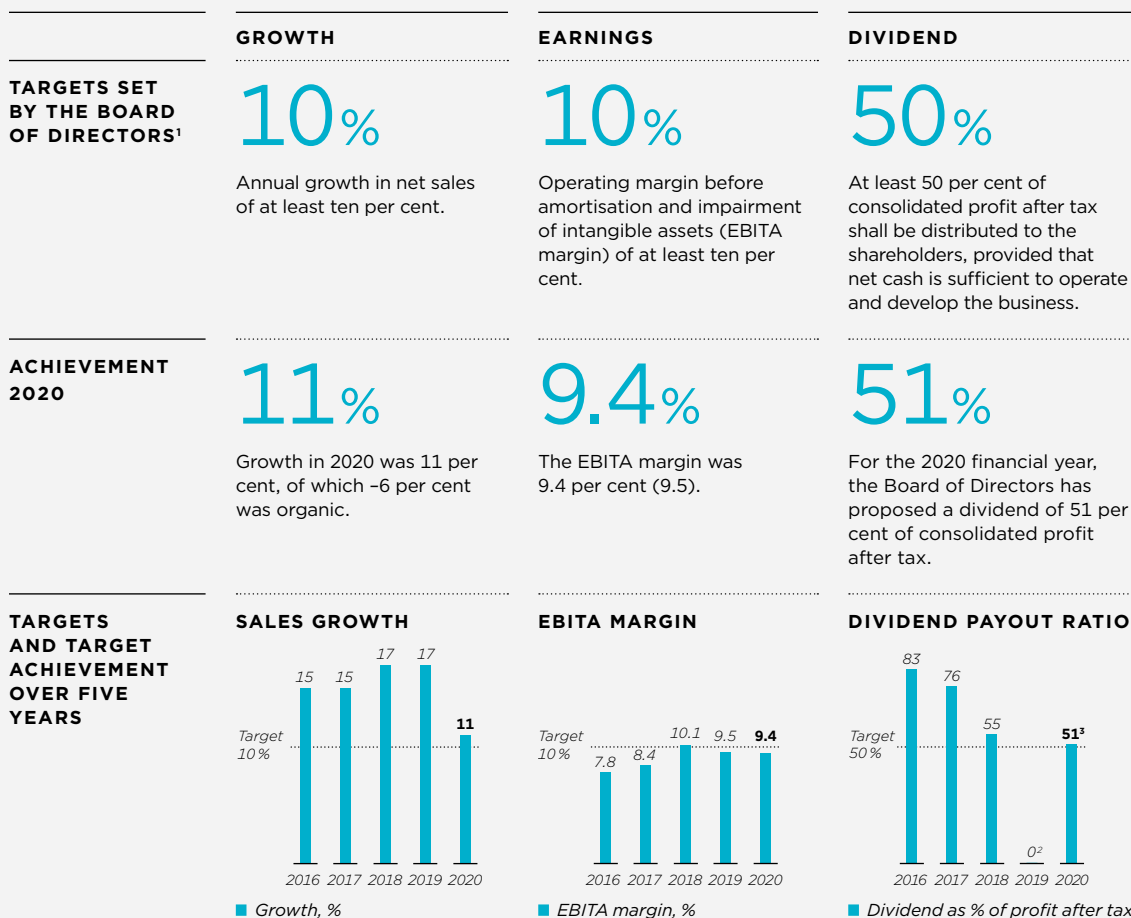 GROWTH
EARNINGS
DIVIDEND
TARGETS SET
BY THE BOARD
OF DIRECTORS¹
10%
Annual growth in net sales
of at least ten per cent.
10%
Operating margin before
amortisation and impairment
of intangible assets (EBITA
margin) of at least ten per
cent.
50%
At least 50 per cent of
consolidated profit after tax
shall be distributed to the
shareholders, provided that
net cash is sufficient to operate
and develop the business.
ACHIEVEMENT
2020
11%
Growth in 2020 was 11 per
cent, of which –6 per cent
was organic.
9.4%
The EBITA margin was
9.4 per cent (9.5).
51%
For the 2020 financial year,
the Board of Directors has
proposed a dividend of 51 per
cent of consolidated profit
after tax.
TARGETS
AND TARGET
ACHIEVEMENT
OVER FIVE
YEARS
SALES GROWTH
15 15 17 17 11
Target
10%
2016 2017 2018 2019 2020
Growth, %
EBITA MARGIN
7.8 8.4 10.1 9.5 9.4
Target
10%
2016 2017 2018 2019 2020
EBITA margin, %
DIVIDEND PAYOUT RATIO
83 76 55 0² 51³
Target
50%
2016 2017 2018 2019 2020
Dividend as % of profit after tax